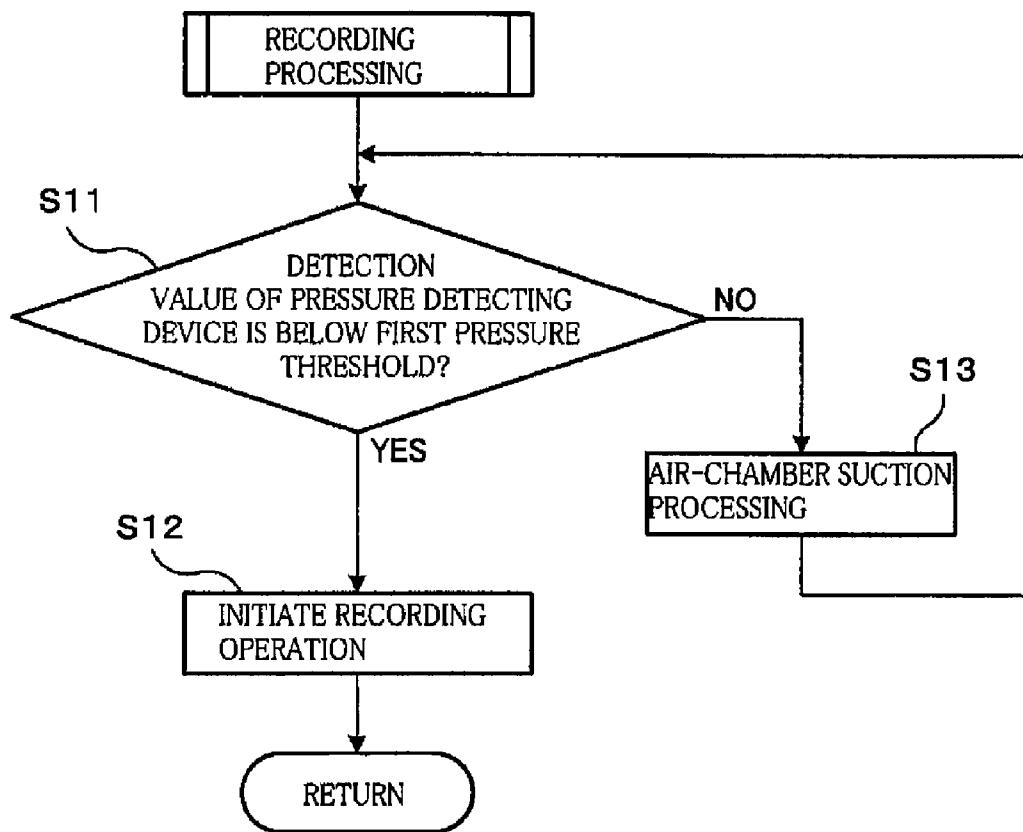 RECORDING
PROCESSING
S11
DETECTION
VALUE OF PRESSURE DETECTING
DEVICE IS BELOW FIRST PRESSURE
THRESHOLD?
NO
YES
S13
AIR-CHAMBER SUCTION
PROCESSING
S12
INITIATE RECORDING
OPERATION
RETURN